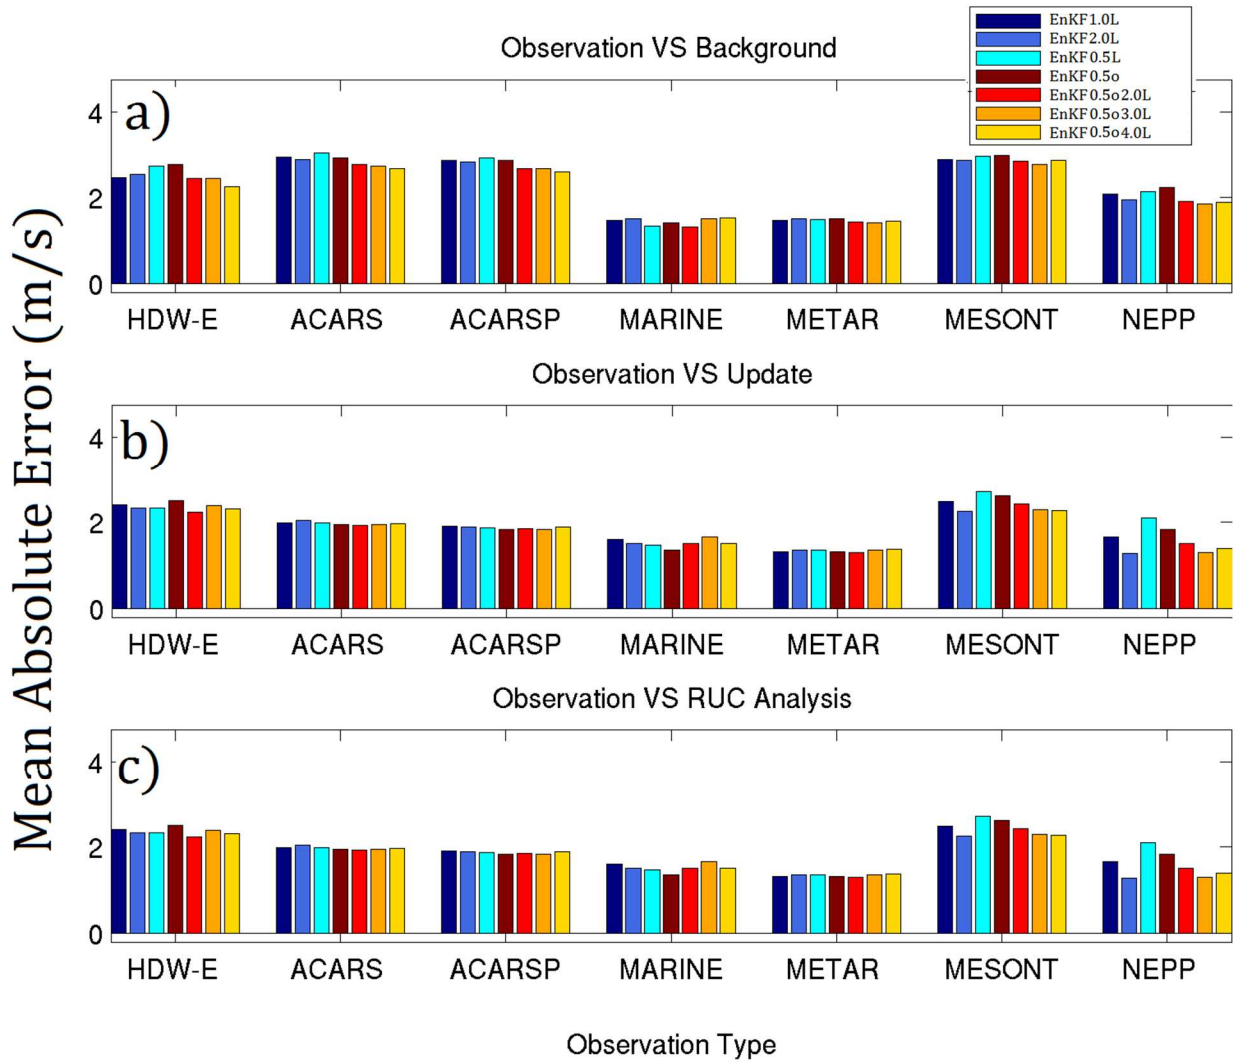 EnKF1.0L
EnKF2.0L
EnKF0.5L
EnKF0.5o
EnKF0.5o2.0L
EnKF0.5o3.0L
EnKF0.5o4.0L
Observation VS Background
a)
4
2
0
HDW-E ACARS ACARSP MARINE METAR MESONT NEPP
Observation VS Update
b)
4
2
0
HDW-E ACARS ACARSP MARINE METAR MESONT NEPP
Observation VS RUC Analysis
c)
4
2
0
HDW-E ACARS ACARSP MARINE METAR MESONT NEPP
Observation Type
Mean Absolute Error (m/s)